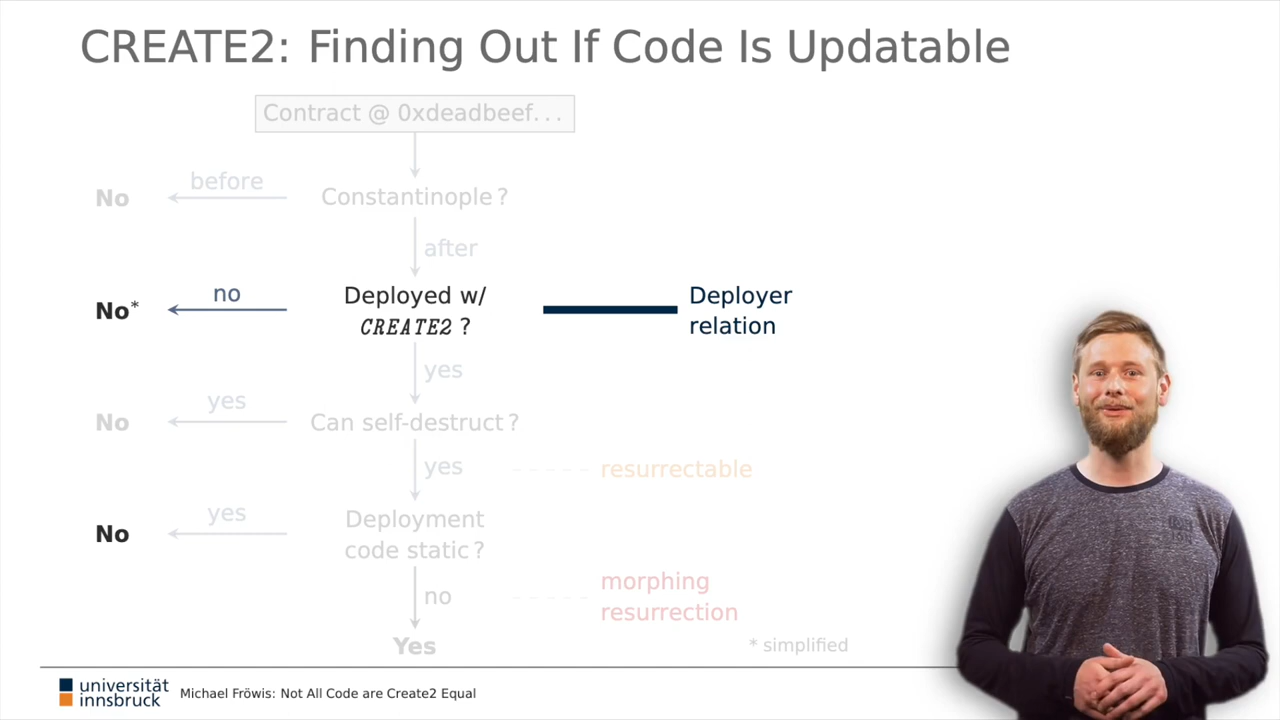 CREATE2: Finding Out If Code Is Updatable
Contract @ 0xdeadbeef...
No
before
Constantinople ?
after
No*
no
Deployed w/
CREATE2 ?
Deployer
relation
yes
No
yes
Can self-destruct ?
yes
resurrectable
No
yes
Deployment
code static ?
no
morphing
resurrection
Yes
* simplified
universität
innsbruck
Michael Fröwis: Not All Code are Create2 Equal